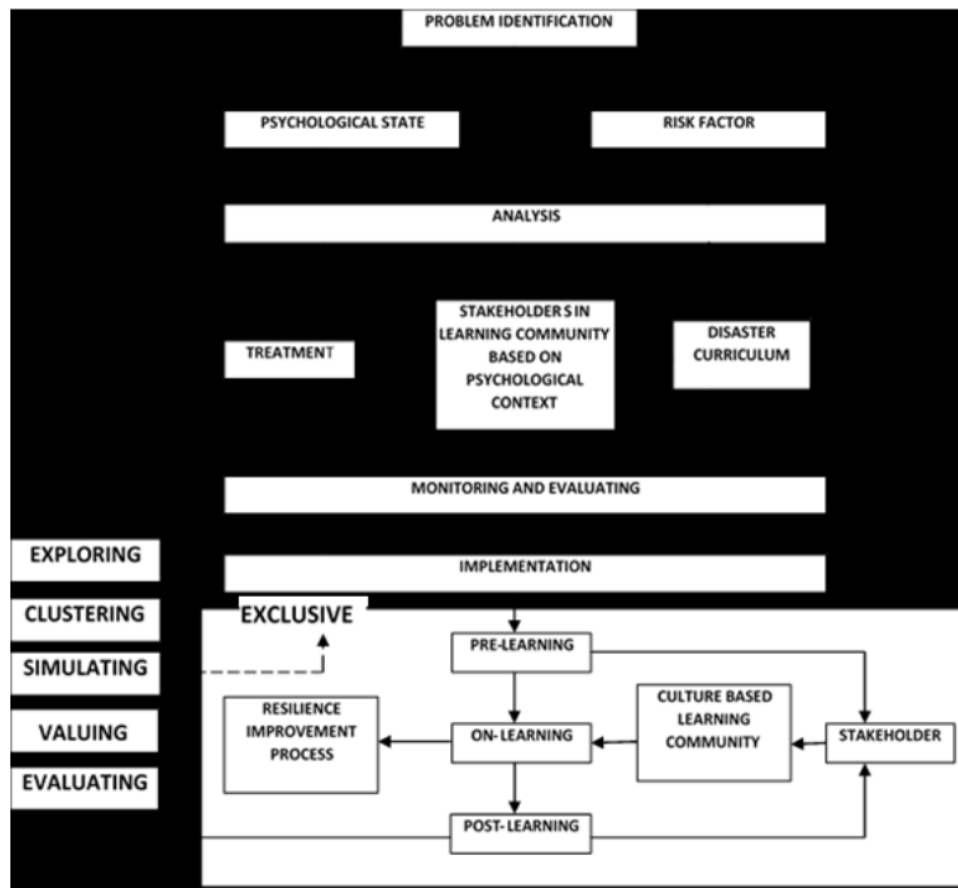 PROBLEM IDENTIFICATION
PSYCHOLOGICAL STATE
RISK FACTOR
ANALYSIS
TREATMENT
STAKEHOLDERS IN
LEARNING COMMUNITY
BASED ON
PSYCHOLOGICAL
CONTEXT
DISASTER
CURRICULUM
MONITORING AND EVALUATING
IMPLEMENTATION
EXPLORING
CLUSTERING
SIMULATING
VALUING
EVALUATING
EXCLUSIVE
PRE-LEARNING
RESILIENCE
IMPROVEMENT
PROCESS
ON-LEARNING
CULTURE BASED
LEARNING
COMMUNITY
STAKEHOLDER
POST-LEARNING